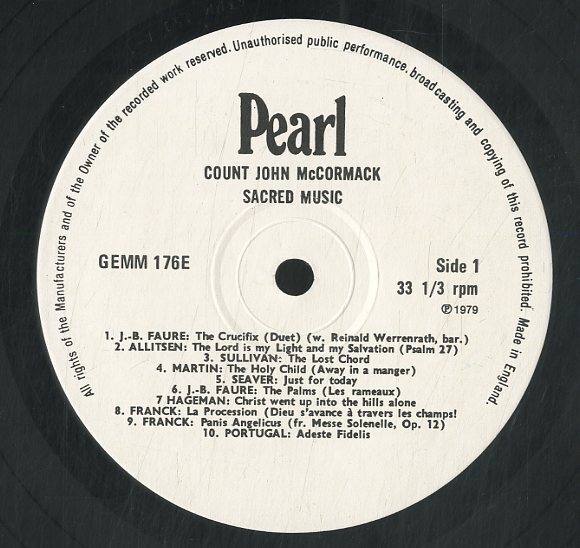 All rights of the Manufacturers and of the Owner of the recorded work reserved. Unauthorised public performance, broadcasting and copying of this record prohibited. Made in England.
Pearl
COUNT JOHN McCORMACK
SACRED MUSIC
GEMM 176E
Side 1
33 1/3 rpm
℗ 1979
1. J.-B. FAURE: The Crucifix (Duet) (w. Reinald Werrenrath, bar.)
2. ALLITSEN: The Lord is my Light and my Salvation (Psalm 27)
3. SULLIVAN: The Lost Chord
4. MARTIN: The Holy Child (Away in a manger)
5. SEAVER: Just for today
6. J.-B. FAURE: The Palms (Les rameaux)
7 HAGEMAN: Christ went up into the hills alone
8. FRANCK: La Procession (Dieu s'avance à travers les champs!
9. FRANCK: Panis Angelicus (fr. Messe Solenelle, Op. 12)
10. PORTUGAL: Adeste Fidelis